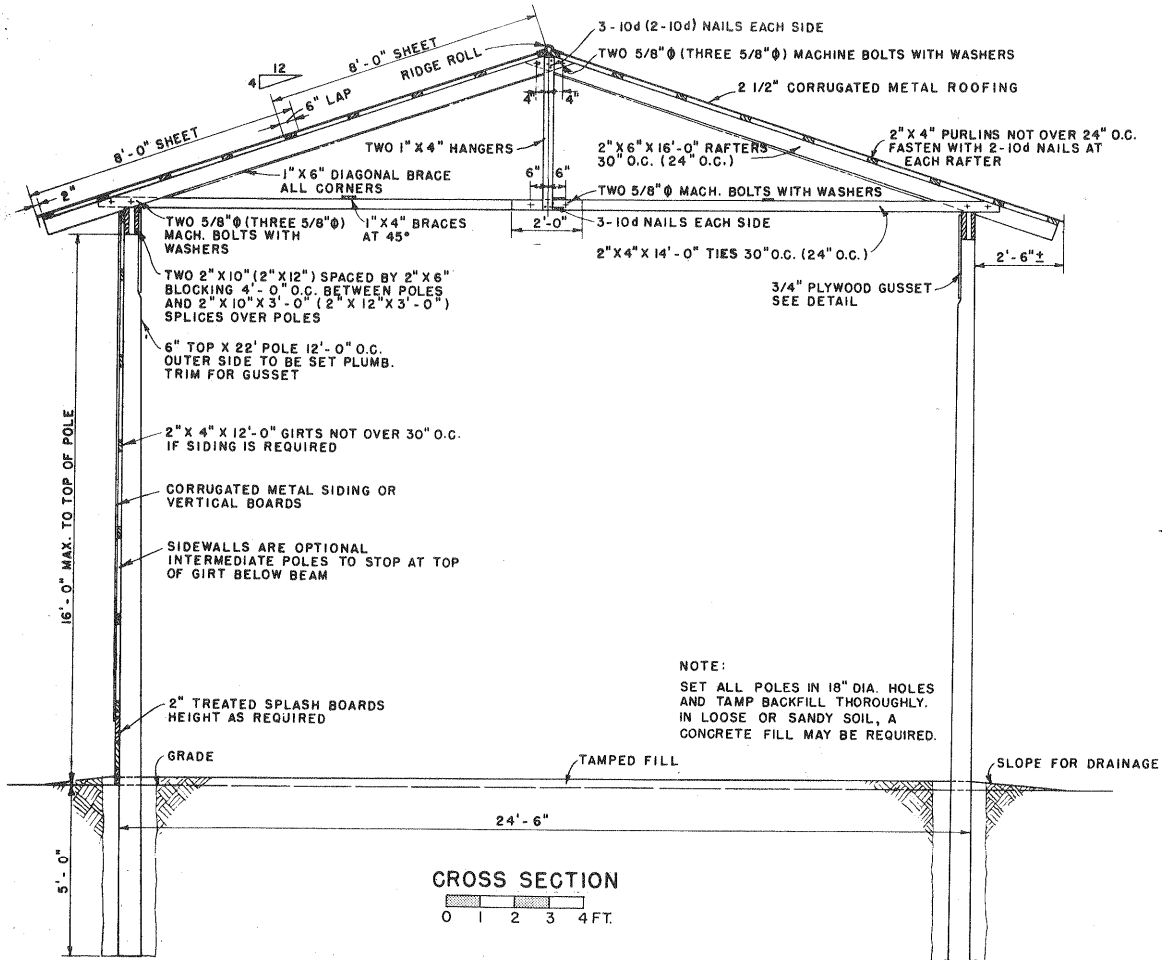 3-10d (2-10d) NAILS EACH SIDE
8'-0" SHEET
RIDGE ROLL
TWO 5/8"Φ (THREE 5/8"Φ) MACHINE BOLTS WITH WASHERS
12
4
6" LAP
4"
4"
2 1/2" CORRUGATED METAL ROOFING
8'-0" SHEET
TWO 1"X4" HANGERS
2"X6"X16'-0" RAFTERS
30" O.C. (24" O.C.)
2"X4" PURLINS NOT OVER 24" O.C.
FASTEN WITH 2-10d NAILS AT
EACH RAFTER
2"
1"X6" DIAGONAL BRACE
ALL CORNERS
6"
6"
TWO 5/8"Φ MACH. BOLTS WITH WASHERS
TWO 5/8"Φ (THREE 5/8"Φ)
MACH. BOLTS WITH
WASHERS
1"X4" BRACES
AT 45°
2'-0"
3-10d NAILS EACH SIDE
2"X4"X14'-0" TIES 30"O.C. (24"O.C.)
2'-6"±
TWO 2"X10" (2"X12") SPACED BY 2"X6"
BLOCKING 4'-0" O.C. BETWEEN POLES
AND 2"X10"X3'-0" (2"X12"X3'-0")
SPLICES OVER POLES
3/4" PLYWOOD GUSSET
SEE DETAIL
6" TOP X 22' POLE 12'-0" O.C.
OUTER SIDE TO BE SET PLUMB.
TRIM FOR GUSSET
16'-0" MAX. TO TOP OF POLE
2"X 4"X 12'-0" GIRTS NOT OVER 30" O.C.
IF SIDING IS REQUIRED
CORRUGATED METAL SIDING OR
VERTICAL BOARDS
SIDEWALLS ARE OPTIONAL
INTERMEDIATE POLES TO STOP AT TOP
OF GIRT BELOW BEAM
2" TREATED SPLASH BOARDS
HEIGHT AS REQUIRED
NOTE:
SET ALL POLES IN 18" DIA. HOLES
AND TAMP BACKFILL THOROUGHLY.
IN LOOSE OR SANDY SOIL, A
CONCRETE FILL MAY BE REQUIRED.
GRADE
TAMPED FILL
SLOPE FOR DRAINAGE
24'-6"
5'-0"
CROSS SECTION
0 1 2 3 4 FT.